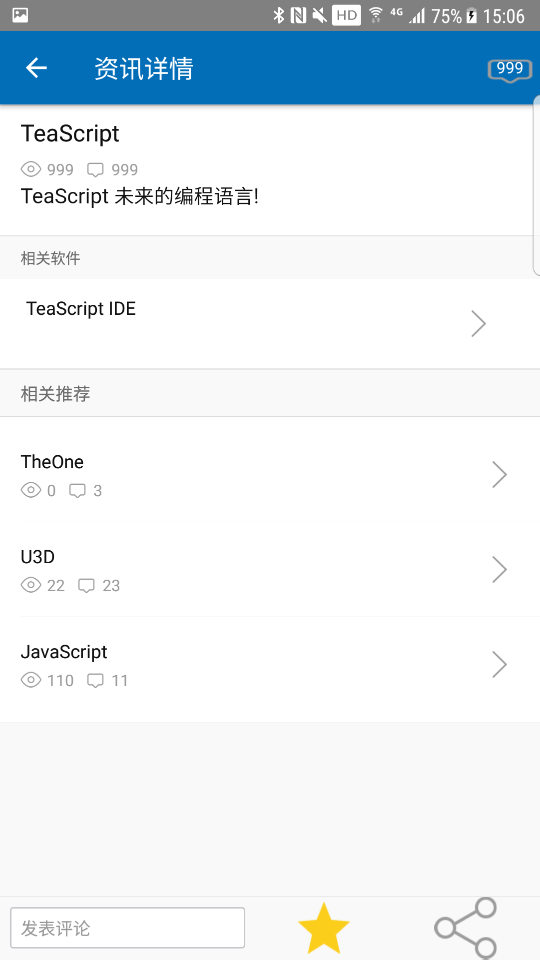 HD 4G 75% 15:06
资讯详情 999
TeaScript
999 999
TeaScript 未来的编程语言!
相关软件
TeaScript IDE
相关推荐
TheOne
0 3
U3D
22 23
JavaScript
110 11
发表评论